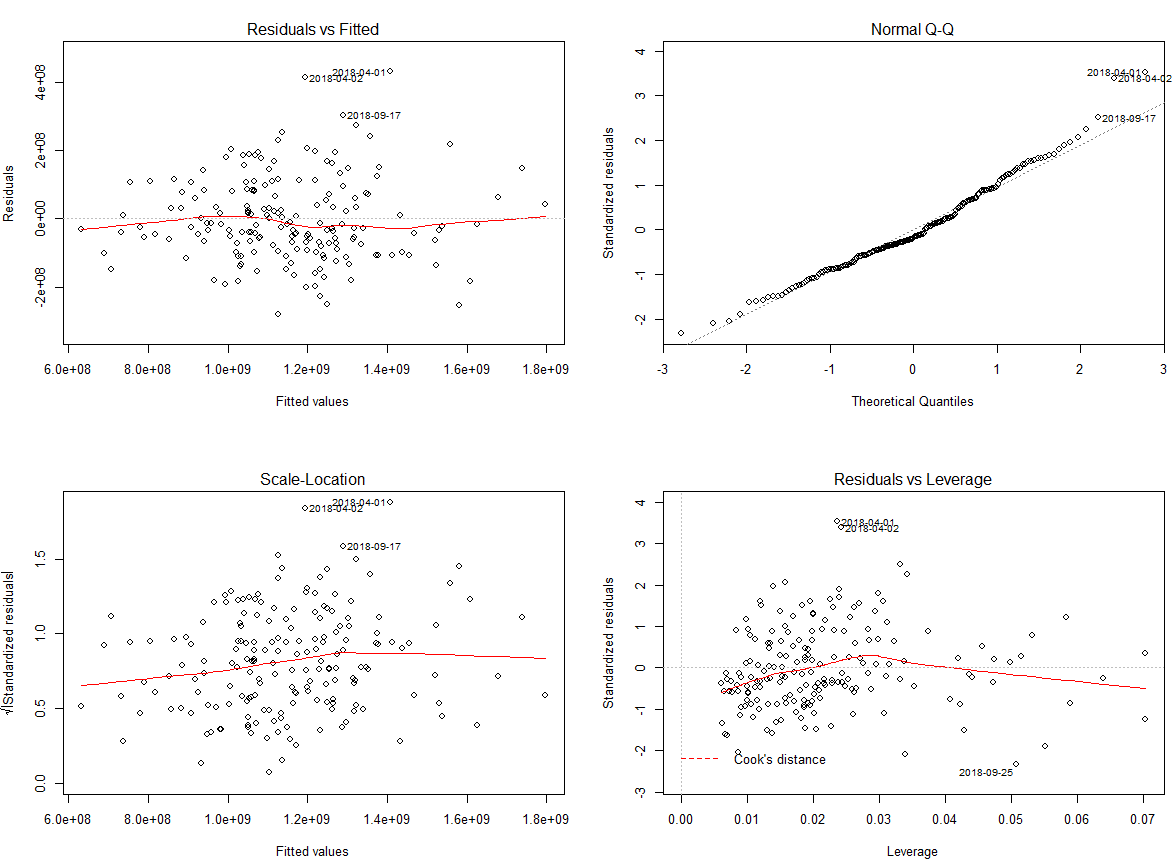 Residuals vs Fitted
Residuals
-2e+08 0e+00 2e+08 4e+08
2018-04-01
2018-04-02
2018-09-17
6.0e+08 8.0e+08 1.0e+09 1.2e+09 1.4e+09 1.6e+09 1.8e+09
Fitted values
Normal Q-Q
Standardized residuals
-2 -1 0 1 2 3 4
2018-04-01
2018-04-02
2018-09-17
-3 -2 -1 0 1 2 3
Theoretical Quantiles
Scale-Location
√|Standardized residuals|
0.0 0.5 1.0 1.5
2018-04-01
2018-04-02
2018-09-17
6.0e+08 8.0e+08 1.0e+09 1.2e+09 1.4e+09 1.6e+09 1.8e+09
Fitted values
Residuals vs Leverage
Standardized residuals
-3 -2 -1 0 1 2 3 4
2018-04-01
2018-04-02
Cook's distance
2018-09-25
0.00 0.01 0.02 0.03 0.04 0.05 0.06 0.07
Leverage